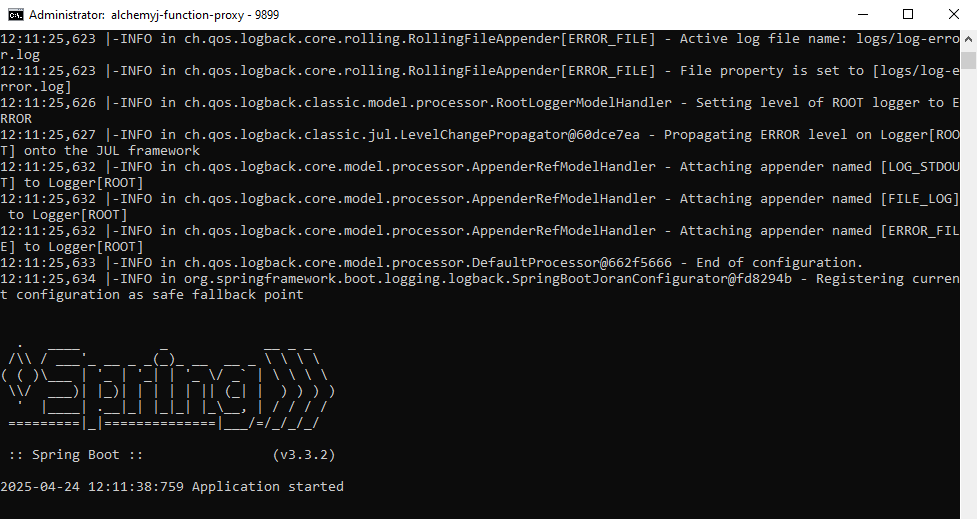 Administrator:  alchemyj-function-proxy - 9899
12:11:25,623 |-INFO in ch.qos.logback.core.rolling.RollingFileAppender[ERROR_FILE] - Active log file name: logs/log-erro
r.log
12:11:25,623 |-INFO in ch.qos.logback.core.rolling.RollingFileAppender[ERROR_FILE] - File property is set to [logs/log-e
rror.log]
12:11:25,626 |-INFO in ch.qos.logback.classic.model.processor.RootLoggerModelHandler - Setting level of ROOT logger to E
RROR
12:11:25,627 |-INFO in ch.qos.logback.classic.jul.LevelChangePropagator@60dce7ea - Propagating ERROR level on Logger[ROO
T] onto the JUL framework
12:11:25,632 |-INFO in ch.qos.logback.core.model.processor.AppenderRefModelHandler - Attaching appender named [LOG_STDOU
T] to Logger[ROOT]
12:11:25,632 |-INFO in ch.qos.logback.core.model.processor.AppenderRefModelHandler - Attaching appender named [FILE_LOG]
 to Logger[ROOT]
12:11:25,632 |-INFO in ch.qos.logback.core.model.processor.AppenderRefModelHandler - Attaching appender named [ERROR_FIL
E] to Logger[ROOT]
12:11:25,633 |-INFO in ch.qos.logback.core.model.processor.DefaultProcessor@662f5666 - End of configuration.
12:11:25,634 |-INFO in org.springframework.boot.logging.logback.SpringBootJoranConfigurator@fd8294b - Registering curren
t configuration as safe fallback point

  .   ____          _            __ _ _
 /\\ / ___'_ __ _ _(_)_ __  __ _ \ \ \ \
( ( )\___ | '_ | '_| | '_ \/ _` | \ \ \ \
 \\/  ___)| |_)| | | | | || (_| |  ) ) ) )
  '  |____| .__|_| |_|_| |_\__, | / / / /
 =========|_|==============|___/=/_/_/_/

 :: Spring Boot ::                (v3.3.2)

2025-04-24 12:11:38:759 Application started